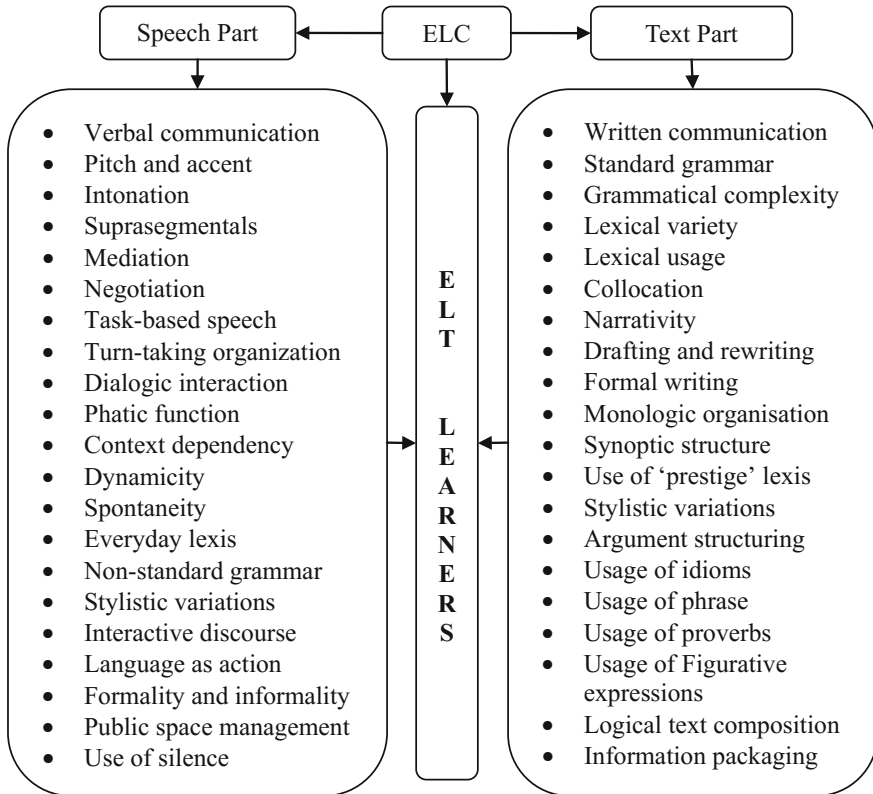 Speech Part
ELC
Text Part
• Verbal communication
• Pitch and accent
• Intonation
• Suprasegmentals
• Mediation
• Negotiation
• Task-based speech
• Turn-taking organization
• Dialogic interaction
• Phatic function
• Context dependency
• Dynamicity
• Spontaneity
• Everyday lexis
• Non-standard grammar
• Stylistic variations
• Interactive discourse
• Language as action
• Formality and informality
• Public space management
• Use of silence
E
L
T
L
E
A
R
N
E
R
S
• Written communication
• Standard grammar
• Grammatical complexity
• Lexical variety
• Lexical usage
• Collocation
• Narrativity
• Drafting and rewriting
• Formal writing
• Monologic organisation
• Synoptic structure
• Use of ‘prestige’ lexis
• Stylistic variations
• Argument structuring
• Usage of idioms
• Usage of phrase
• Usage of proverbs
• Usage of Figurative
expressions
• Logical text composition
• Information packaging